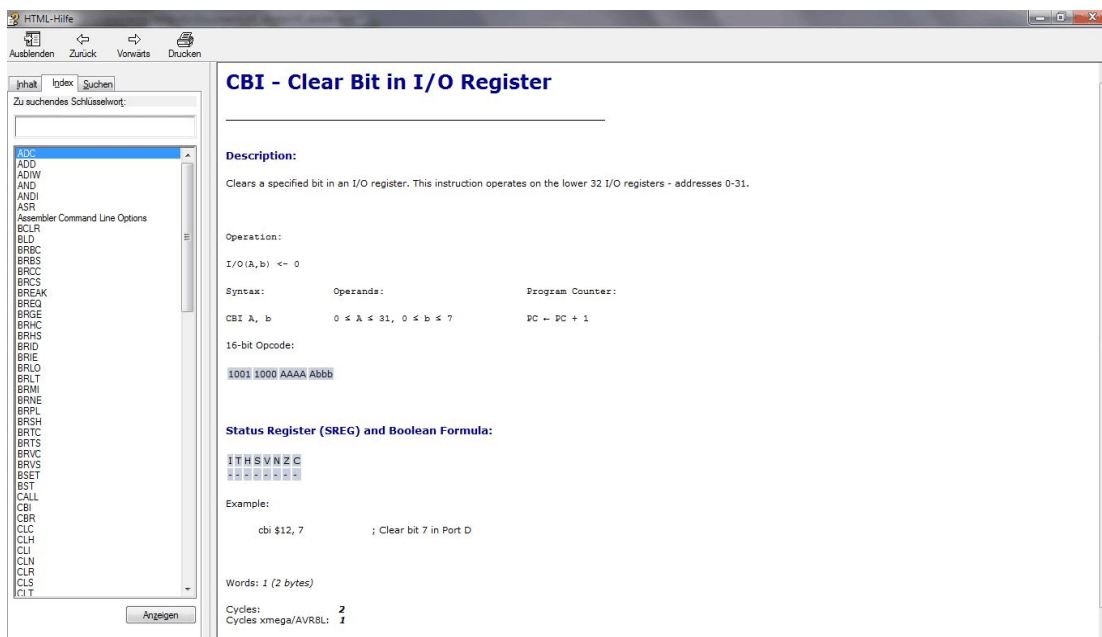 HTML-Hilfe
Ausblenden Zurück Vorwärts Drucken
Inhalt Index Suchen
Zu suchendes Schlüsselwort:
ADC
ADD
ADIW
AND
ANDI
ASR
Assembler Command Line Options
BCLR
BLD
BRBC
BRBS
BRCC
BRCS
BREAK
BREQ
BRGE
BRHC
BRHS
BRID
BRIE
BRLO
BRLT
BRMI
BRNE
BRPL
BRSH
BRTC
BRTS
BRVC
BRVS
BSET
BST
CALL
CBI
CBR
CLC
CLH
CLI
CLN
CLR
CLS
CLT
Anzeigen
CBI - Clear Bit in I/O Register
Description:
Clears a specified bit in an I/O register. This instruction operates on the lower 32 I/O registers - addresses 0-31.
Operation:
I/O(A,b) <- 0
Syntax: Operands: Program Counter:
CBI A, b 0 ≤ A ≤ 31, 0 ≤ b ≤ 7 PC ← PC + 1
16-bit Opcode:
1001 1000 AAAA Abbb
Status Register (SREG) and Boolean Formula:
I T H S V N Z C
- - - - - - - -
Example:
cbi $12, 7 ; Clear bit 7 in Port D
Words: 1 (2 bytes)
Cycles: 2
Cycles xmega/AVR8L: 1